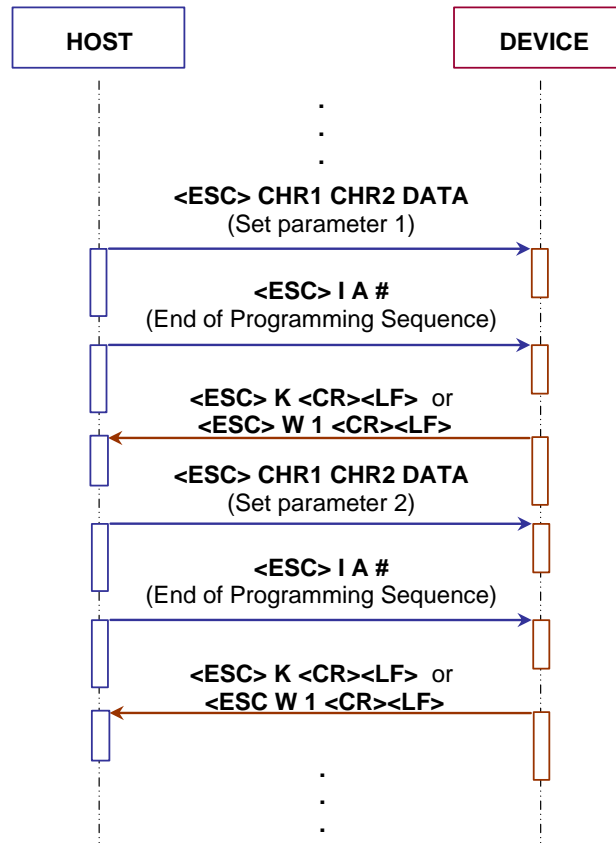 HOST
DEVICE
.
.
.
<ESC> CHR1 CHR2 DATA
(Set parameter 1)
<ESC> I A #
(End of Programming Sequence)
<ESC> K <CR><LF> or
<ESC> W 1 <CR><LF>
<ESC> CHR1 CHR2 DATA
(Set parameter 2)
<ESC> I A #
(End of Programming Sequence)
<ESC> K <CR><LF> or
<ESC W 1 <CR><LF>
.
.
.